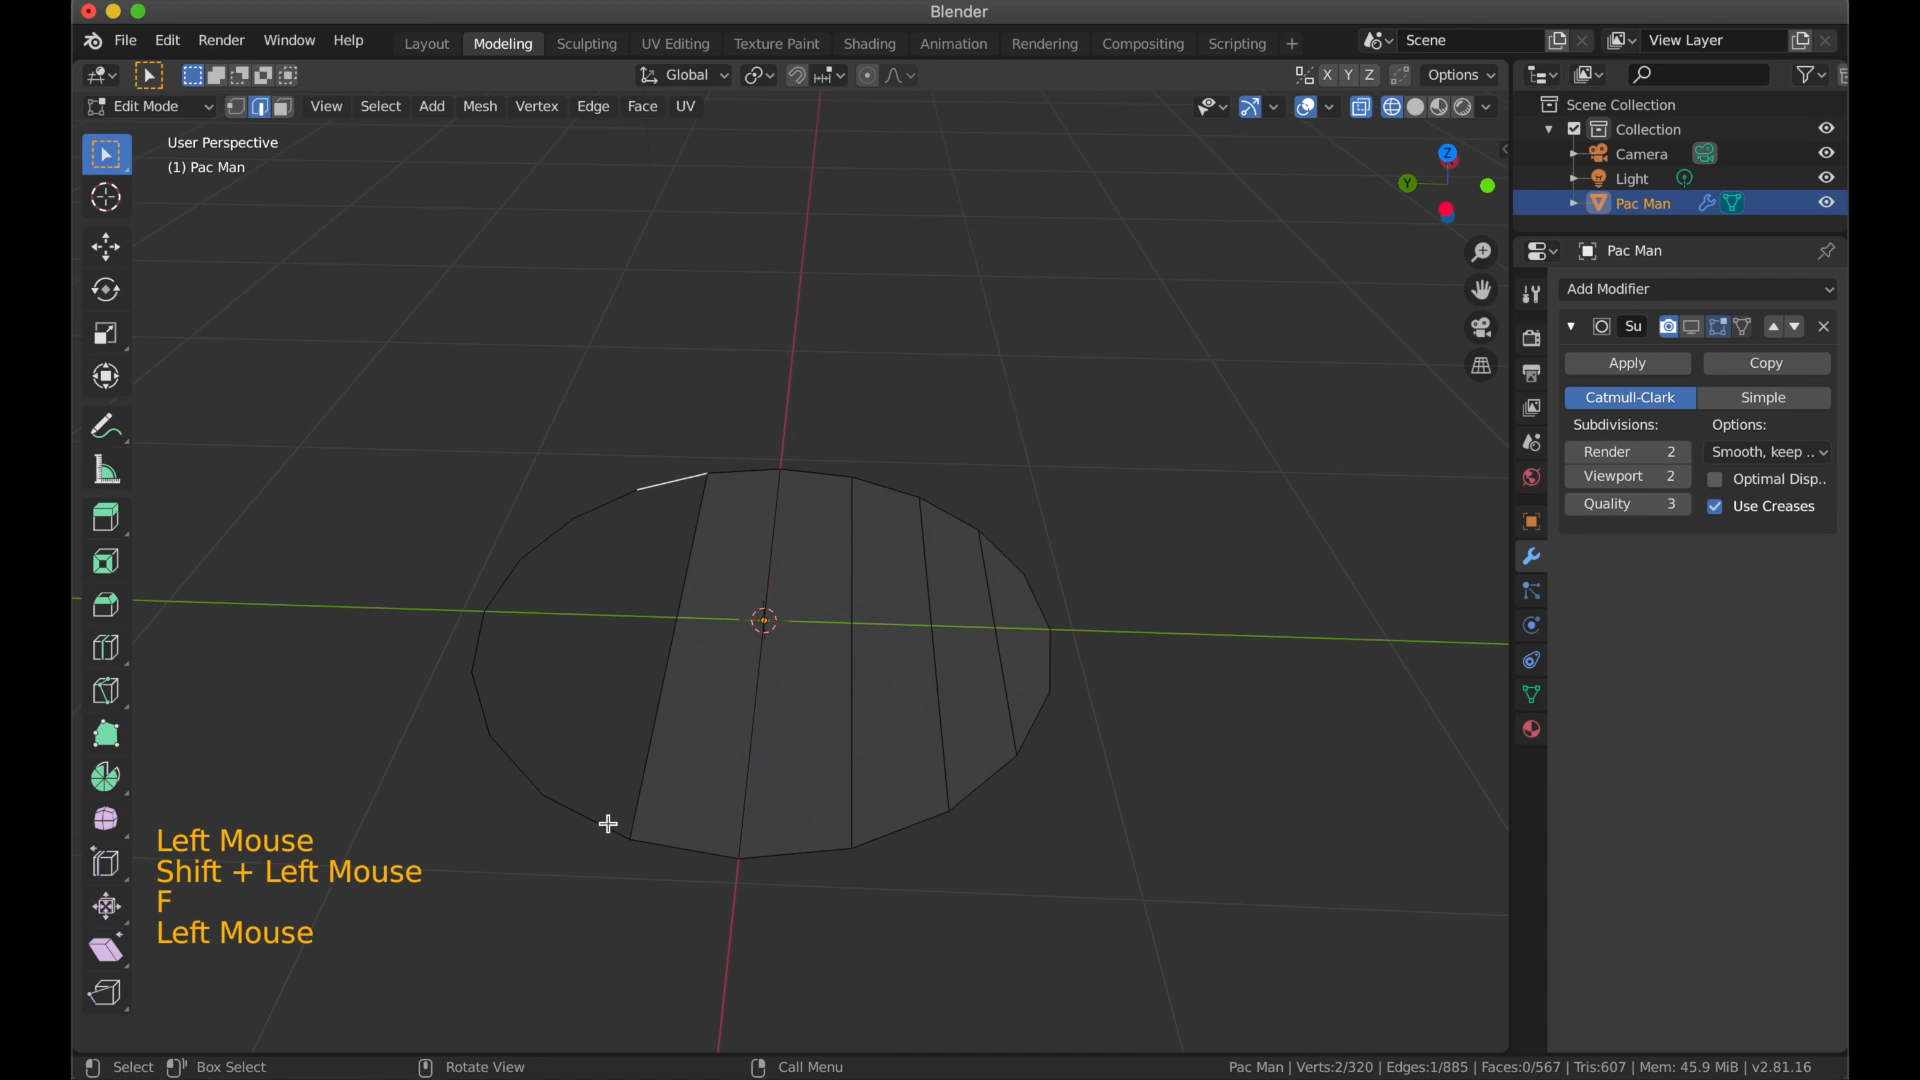 Blender
File Edit Render Window Help Layout Modeling Sculpting UV Editing Texture Paint Shading Animation Rendering Compositing Scripting Scene View Layer
Global X Y Z Options
Edit Mode View Select Add Mesh Vertex Edge Face UV
Scene Collection
Collection
Camera
Light
Pac Man
User Perspective
(1) Pac Man
Z
Y
Pac Man
Add Modifier
Su
Apply Copy
Catmull-Clark Simple
Subdivisions: Options:
Render 2 Smooth, keep ..
Viewport 2 Optimal Disp..
Quality 3 Use Creases
Left Mouse
Shift + Left Mouse
F
Left Mouse
Select Box Select Rotate View Call Menu Pac Man | Verts:2/320 | Edges:1/885 | Faces:0/567 | Tris:607 | Mem: 45.9 MiB | v2.81.16